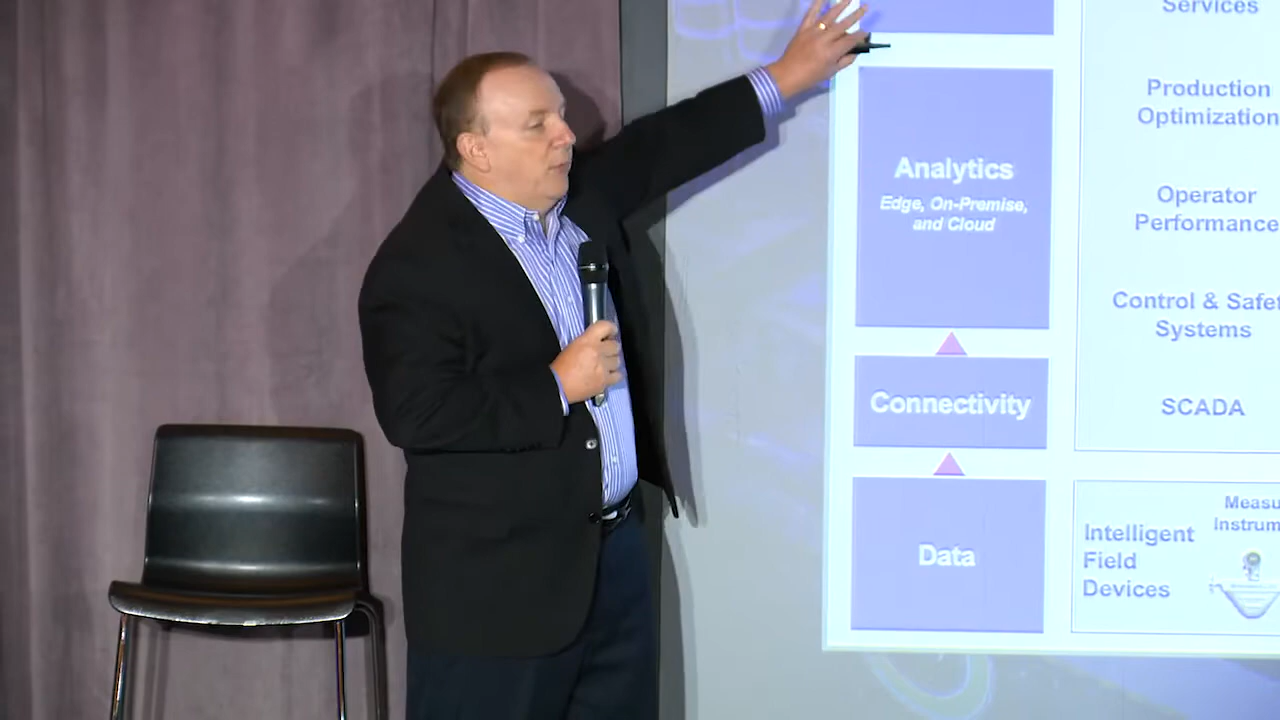 Services
Production
Optimization
Analytics
Edge, On-Premise,
and Cloud
Operator
Performance
Control & Safet
Systems
Connectivity
SCADA
Data
Intelligent
Field
Devices
Measu
Instrum